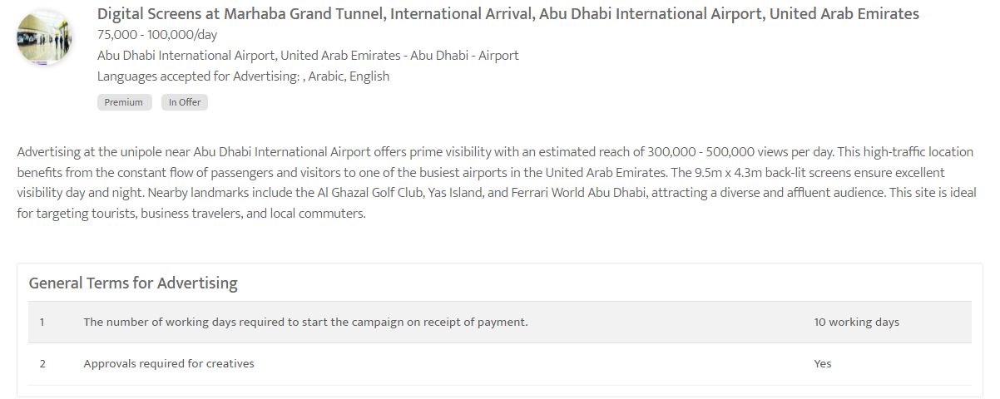 Digital Screens at Marhaba Grand Tunnel, International Arrival, Abu Dhabi International Airport, United Arab Emirates
75,000 - 100,000/day
Abu Dhabi International Airport, United Arab Emirates - Abu Dhabi - Airport
Languages accepted for Advertising: , Arabic, English
Premium In Offer
Advertising at the unipole near Abu Dhabi International Airport offers prime visibility with an estimated reach of 300,000 - 500,000 views per day. This high-traffic location
benefits from the constant flow of passengers and visitors to one of the busiest airports in the United Arab Emirates. The 9.5m x 4.3m back-lit screens ensure excellent
visibility day and night. Nearby landmarks include the Al Ghazal Golf Club, Yas Island, and Ferrari World Abu Dhabi, attracting a diverse and affluent audience. This site is ideal
for targeting tourists, business travelers, and local commuters.
General Terms for Advertising
1 The number of working days required to start the campaign on receipt of payment. 10 working days
2 Approvals required for creatives Yes